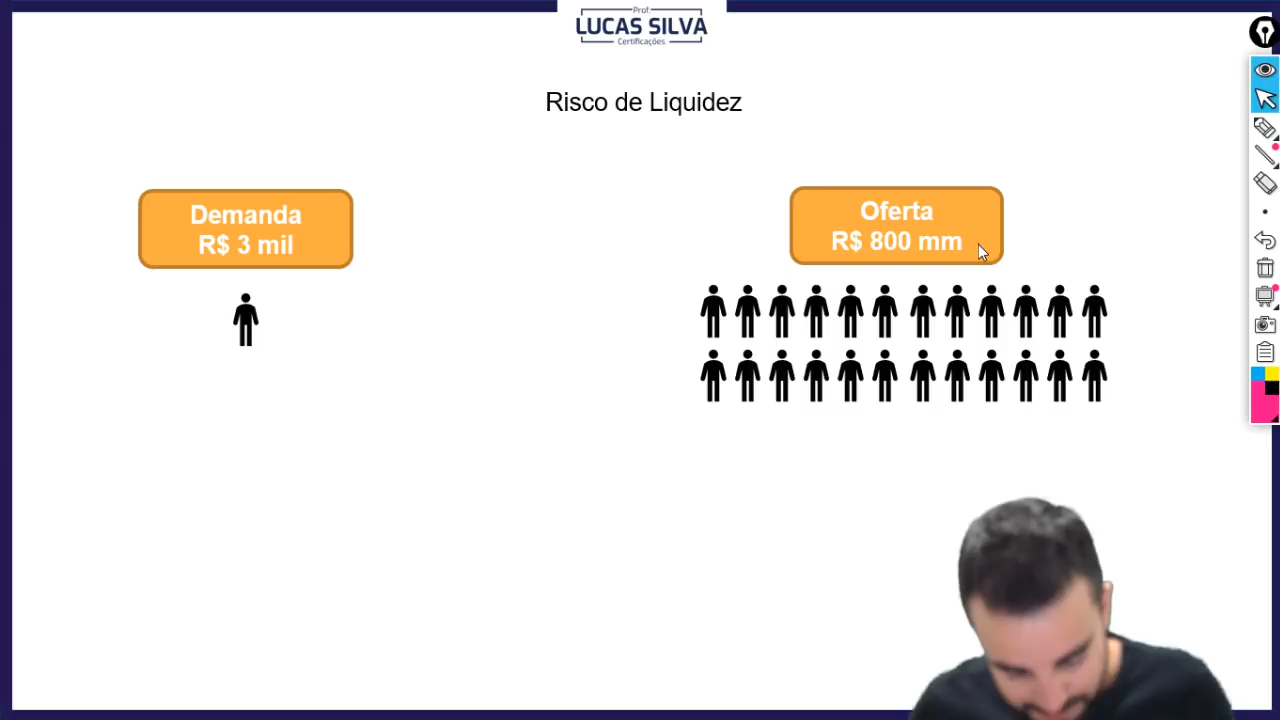 Prof.
LUCAS SILVA
Certificações
Risco de Liquidez
Demanda
R$ 3 mil
Oferta
R$ 800 mm